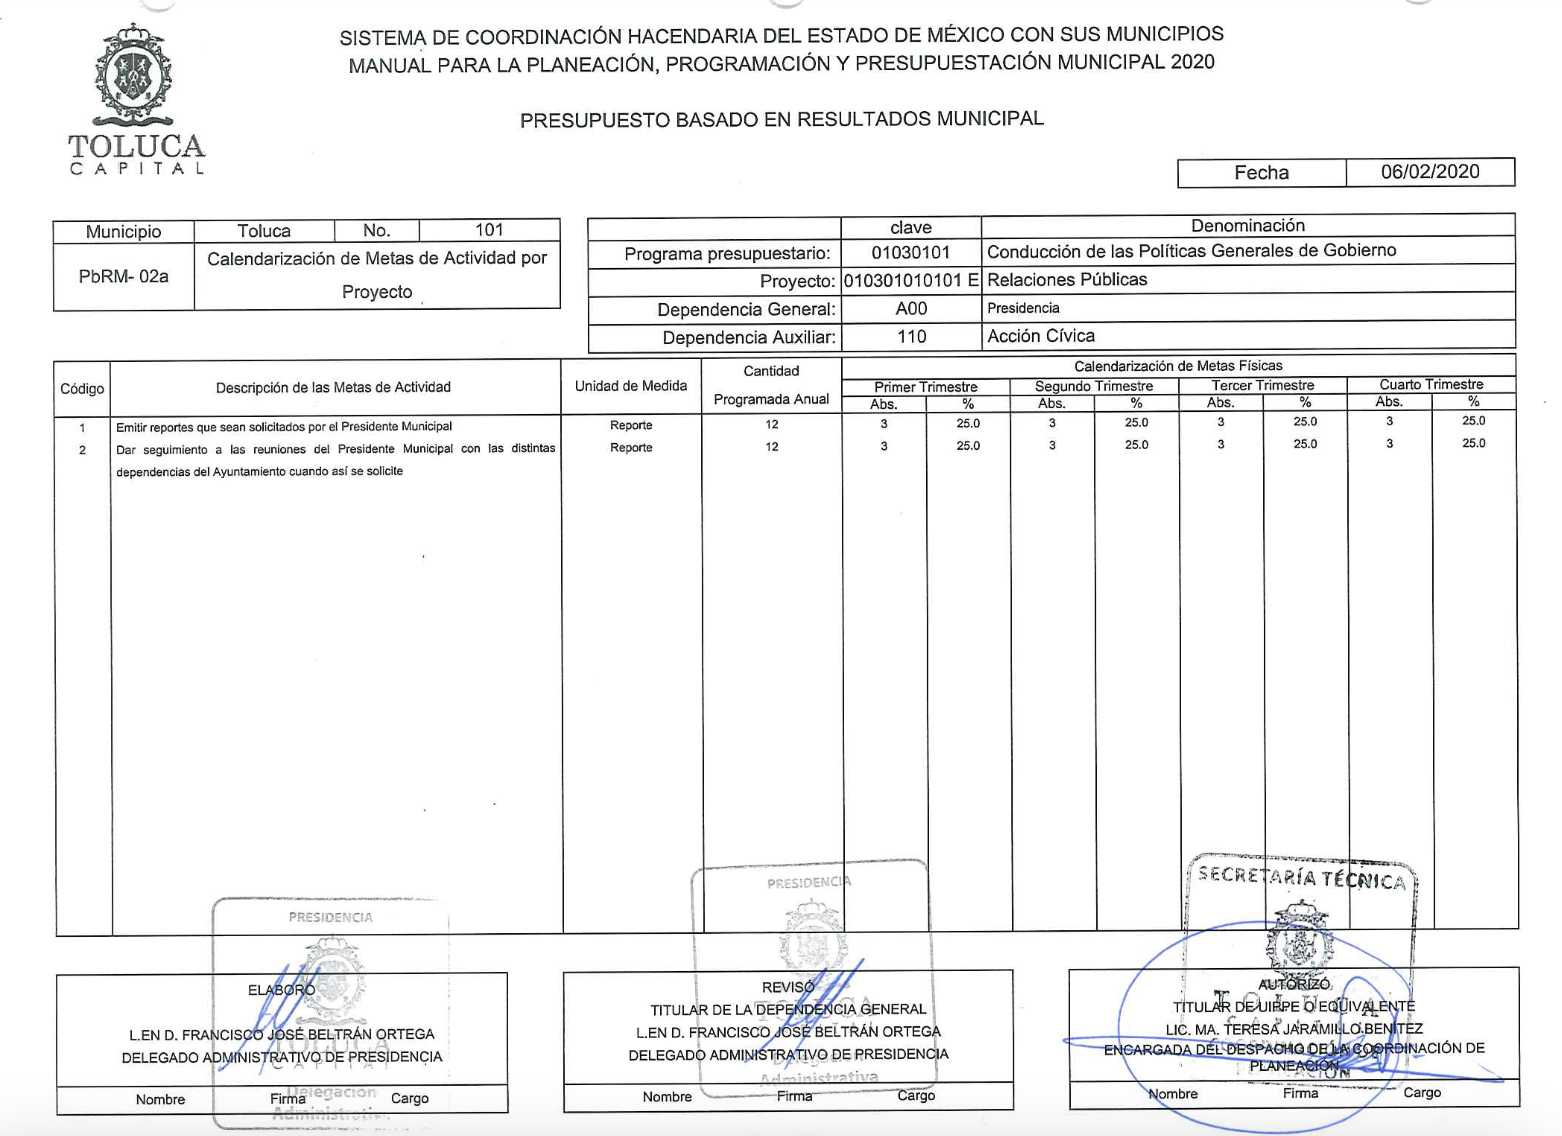 SISTEMA DE COORDINACIÓN HACENDARIA DEL ESTADO DE MÉXICO CON SUS MUNICIPIOS
MANUAL PARA LA PLANEACIÓN, PROGRAMACIÓN Y PRESUPUESTACIÓN MUNICIPAL 2020
PRESUPUESTO BASADO EN RESULTADOS MUNICIPAL
TOLUCA
CAPITAL
Fecha 06/02/2020
Municipio Toluca No. 101
PbRM- 02a Calendarización de Metas de Actividad por
Proyecto
clave Denominación
Programa presupuestario: 01030101 Conducción de las Políticas Generales de Gobierno
Proyecto: 010301010101 E Relaciones Públicas
Dependencia General: A00 Presidencia
Dependencia Auxiliar: 110 Acción Cívica
Código Descripción de las Metas de Actividad Unidad de Medida Cantidad
Programada Anual
Calendarización de Metas Físicas
Primer Trimestre Segundo Trimestre Tercer Trimestre Cuarto Trimestre
Abs. % Abs. % Abs. % Abs. %
1 Emitir reportes que sean solicitados por el Presidente Municipal Reporte 12 3 25.0 3 25.0 3 25.0 3 25.0
2 Dar seguimiento a las reuniones del Presidente Municipal con las distintas Reporte 12 3 25.0 3 25.0 3 25.0 3 25.0
dependencias del Ayuntamiento cuando así se solicite
PRESIDENCIA
PRESIDENCIA
SECRETARÍA TÉCNICA
ELABORÓ
L.EN D. FRANCISCO JOSÉ BELTRÁN ORTEGA
DELEGADO ADMINISTRATIVO DE PRESIDENCIA
TOLUCA
CAPITAL
Delegación
Administrativa
Nombre Firma Cargo
REVISÓ
TITULAR DE LA DEPENDENCIA GENERAL
L.EN D. FRANCISCO JOSÉ BELTRÁN ORTEGA
DELEGADO ADMINISTRATIVO DE PRESIDENCIA
TOLUCA
Administrativa
Nombre Firma Cargo
AUTORIZÓ
TITULAR DE UIPPE O EQUIVALENTE
LIC. MA. TERESA JARAMILLO BENÍTEZ
ENCARGADA DEL DESPACHO DE LA COORDINACIÓN DE
PLANEACIÓN
TOLUCA
Nombre Firma Cargo